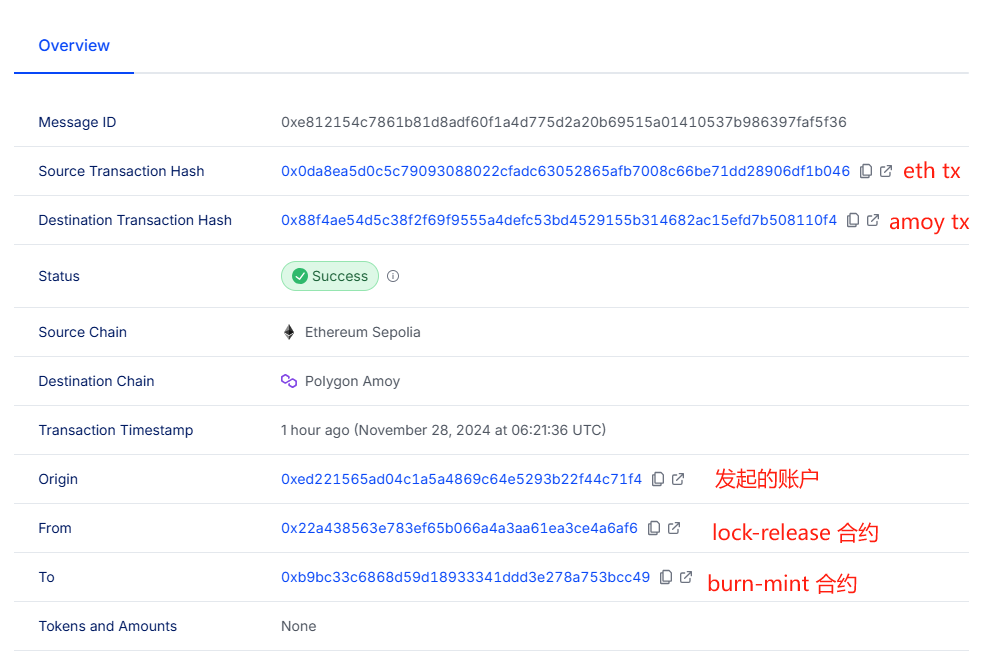 Overview
Message ID 0xe812154c7861b81d8adf60f1a4d775d2a20b69515a01410537b986397faf5f36
Source Transaction Hash 0x0da8ea5d0c5c79093088022cfadc63052865afb7008c66be71dd28906df1b046 eth tx
Destination Transaction Hash 0x88f4ae54d5c38f2f69f9555a4defc53bd4529155b314682ac15efd7b508110f4 amoy tx
Status Success
Source Chain Ethereum Sepolia
Destination Chain Polygon Amoy
Transaction Timestamp 1 hour ago (November 28, 2024 at 06:21:36 UTC)
Origin 0xed221565ad04c1a5a4869c64e5293b22f44c71f4 发起的账户
From 0x22a438563e783ef65b066a4a3aa61ea3ce4a6af6 lock-release 合约
To 0xb9bc33c6868d59d18933341ddd3e278a753bcc49 burn-mint 合约
Tokens and Amounts None